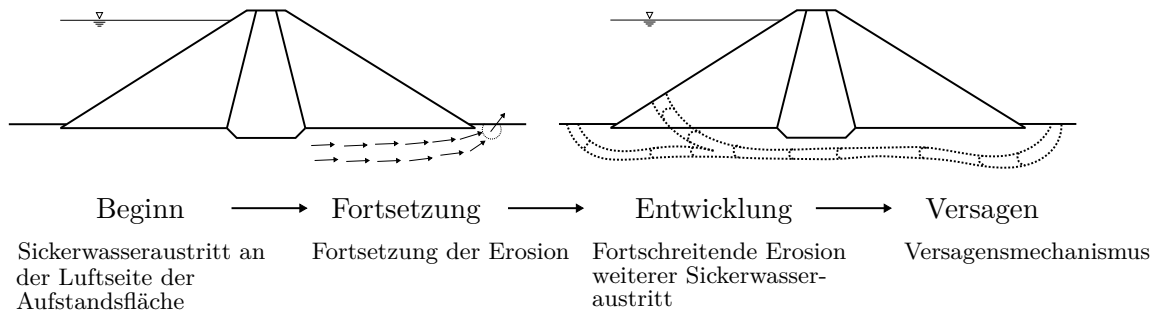 Beginn
Fortsetzung
Entwicklung
Versagen
Sickerwasseraustritt an
der Luftseite der
Aufstandsfläche
Fortsetzung der Erosion
Fortschreitende Erosion
weiterer Sickerwasser-
austritt
Versagensmechanismus